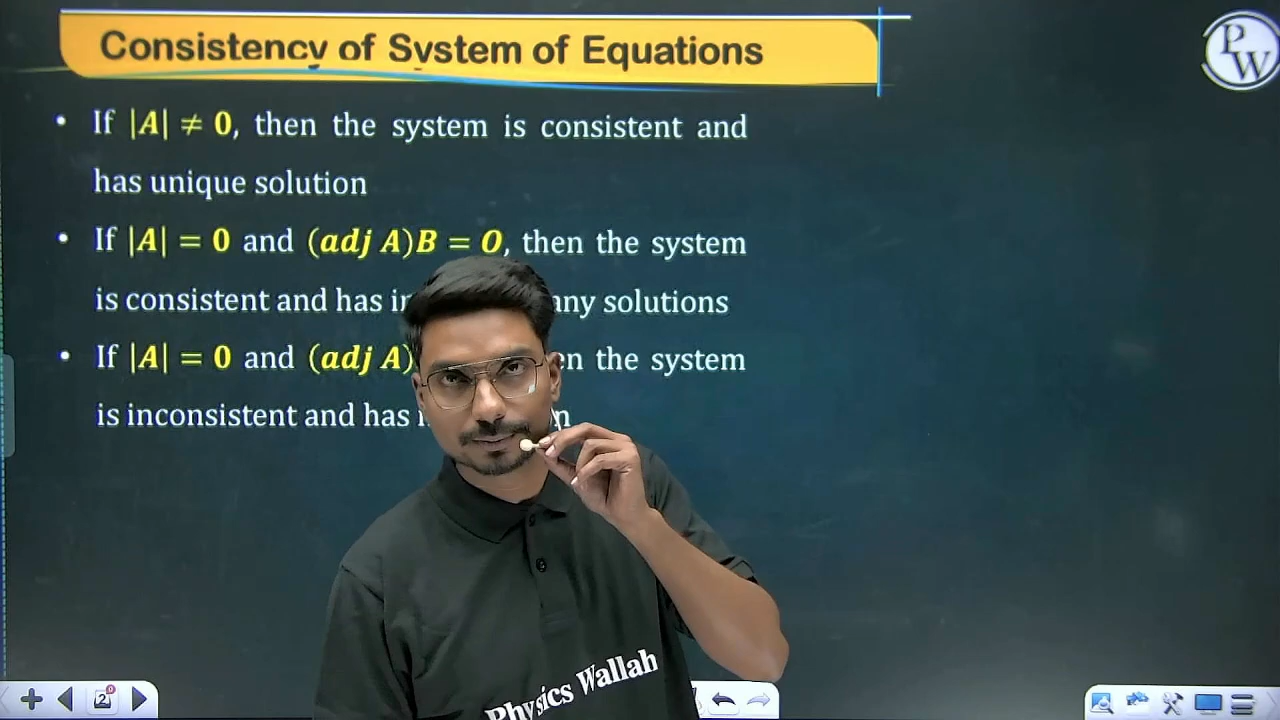 Consistency of System of Equations
PW
• If |A| ≠ 0, then the system is consistent and
has unique solution
• If |A| = 0 and (adj A)B = O, then the system
is consistent and has any solutions
• If |A| = 0 and (adj A) the system
is inconsistent and has
Physics Wallah
2